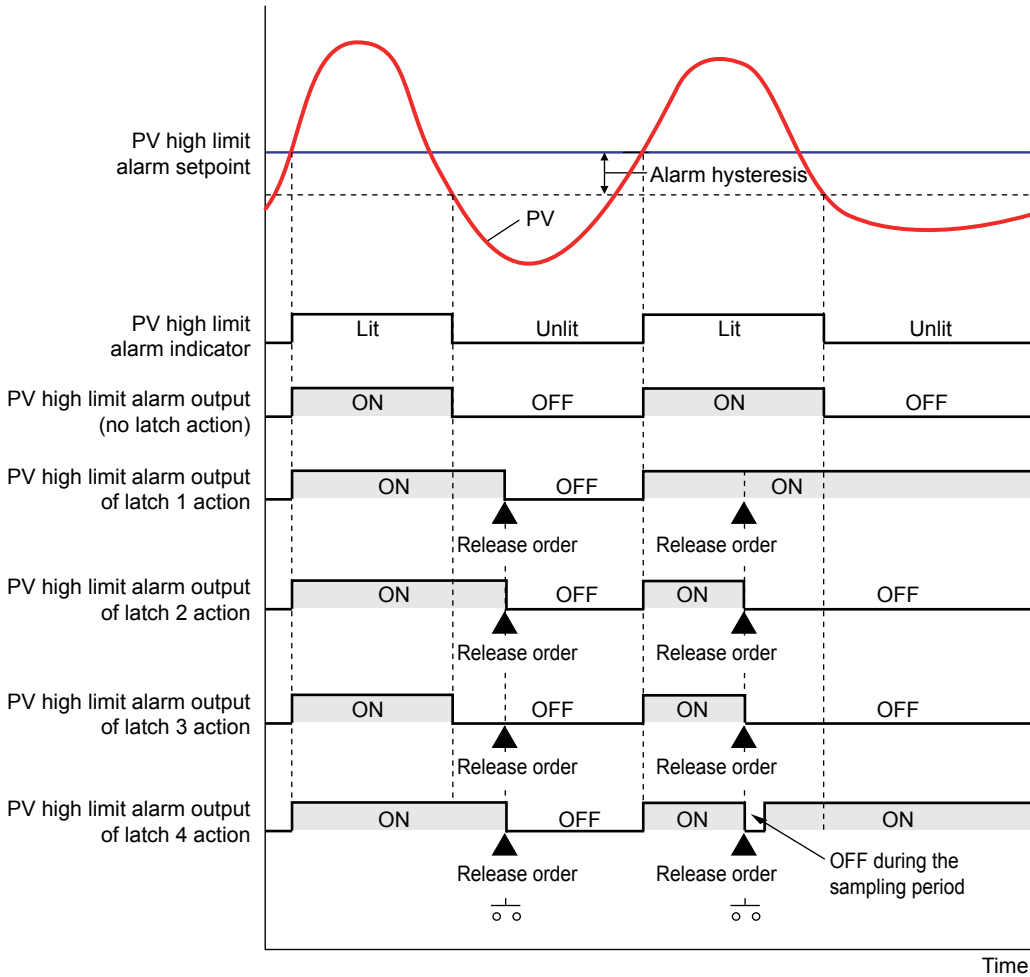 PV high limit
alarm setpoint
Alarm hysteresis
PV
PV high limit
alarm indicator
Lit
Unlit
Lit
Unlit
PV high limit alarm output
(no latch action)
ON
OFF
ON
OFF
PV high limit alarm output
of latch 1 action
ON
OFF
ON
Release order
Release order
PV high limit alarm output
of latch 2 action
ON
OFF
ON
OFF
Release order
Release order
PV high limit alarm output
of latch 3 action
ON
OFF
ON
OFF
Release order
Release order
PV high limit alarm output
of latch 4 action
ON
OFF
ON
ON
Release order
Release order
OFF during the
sampling period
Time